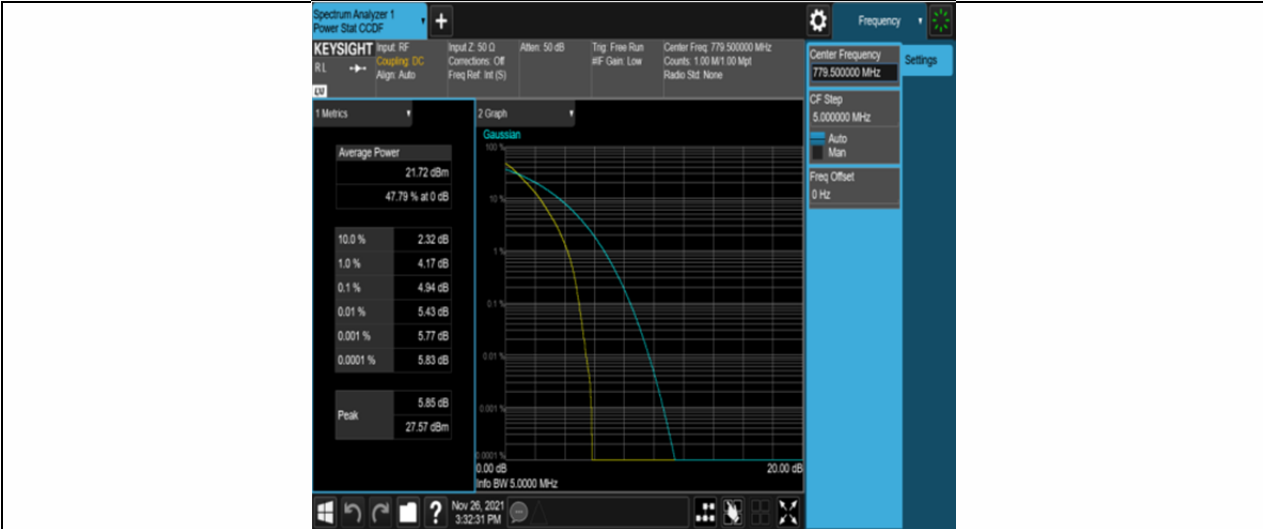 Spectrum Analyzer 1
Power Stat CCDF
+
Frequency
KEYSIGHT
RL
Input: RF
Coupling: DC
Align: Auto
Input Z: 50 Ω
Corrections: Off
Freq Ref: Int (S)
Atten: 50 dB
Trig: Free Run
#IF Gain: Low
Center Freq: 779.500000 MHz
Counts: 1.00 M/1.00 Mpt
Radio Std: None
Center Frequency
779.500000 MHz
Settings
CF Step
5.000000 MHz
Auto
Man
Freq Offset
0 Hz
1 Metrics
Average Power
21.72 dBm
47.79 % at 0 dB
10.0 % 2.32 dB
1.0 % 4.17 dB
0.1 % 4.94 dB
0.01 % 5.43 dB
0.001 % 5.77 dB
0.0001 % 5.83 dB
Peak
5.85 dB
27.57 dBm
2 Graph
Gaussian
100 %
10 %
1 %
0.1 %
0.01 %
0.001 %
0.0001 %
0.00 dB
20.00 dB
Info BW 5.0000 MHz
?
Nov 26, 2021
3:32:31 PM